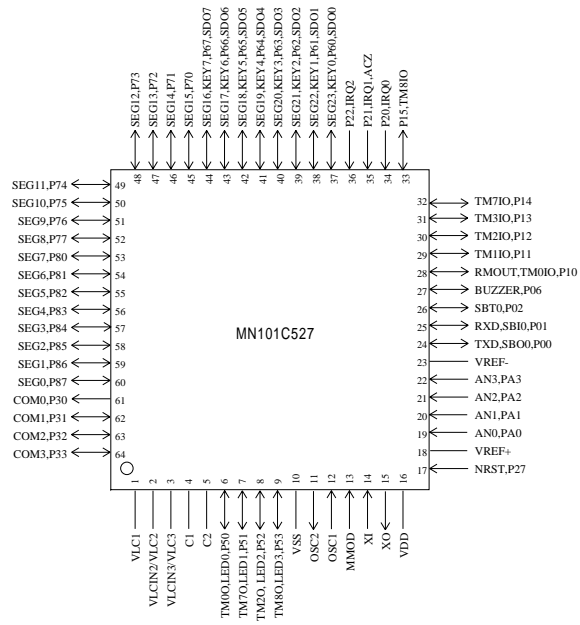 SEG12,P73
SEG13,P72
SEG14,P71
SEG15,P70
SEG16,KEY7,P67,SDO7
SEG17,KEY6,P66,SDO6
SEG18,KEY5,P65,SDO5
SEG19,KEY4,P64,SDO4
SEG20,KEY3,P63,SDO3
SEG21,KEY2,P62,SDO2
SEG22,KEY1,P61,SDO1
SEG23,KEY0,P60,SDO0
P22,IRQ2
P21,IRQ1,ACZ
P20,IRQ0
P15,TM8IO
48
47
46
45
44
43
42
41
40
39
38
37
36
35
34
33
SEG11,P74 49
SEG10,P75 50
SEG9,P76 51
SEG8,P77 52
SEG7,P80 53
SEG6,P81 54
SEG5,P82 55
SEG4,P83 56
SEG3,P84 57
SEG2,P85 58
SEG1,P86 59
SEG0,P87 60
COM0,P30 61
COM1,P31 62
COM2,P32 63
COM3,P33 64
MN101C527
32 TM7IO,P14
31 TM3IO,P13
30 TM2IO,P12
29 TM1IO,P11
28 RMOUT,TM0IO,P10
27 BUZZER,P06
26 SBT0,P02
25 RXD,SBI0,P01
24 TXD,SBO0,P00
23 VREF-
22 AN3,PA3
21 AN2,PA2
20 AN1,PA1
19 AN0,PA0
18 VREF+
17 NRST,P27
1
2
3
4
5
6
7
8
9
10
11
12
13
14
15
16
VLC1
VLCIN2/VLC2
VLCIN3/VLC3
C1
C2
TM0O,LED0,P50
TM7O,LED1,P51
TM2O, LED2,P52
TM8O,LED3,P53
VSS
OSC2
OSC1
MMOD
XI
XO
VDD